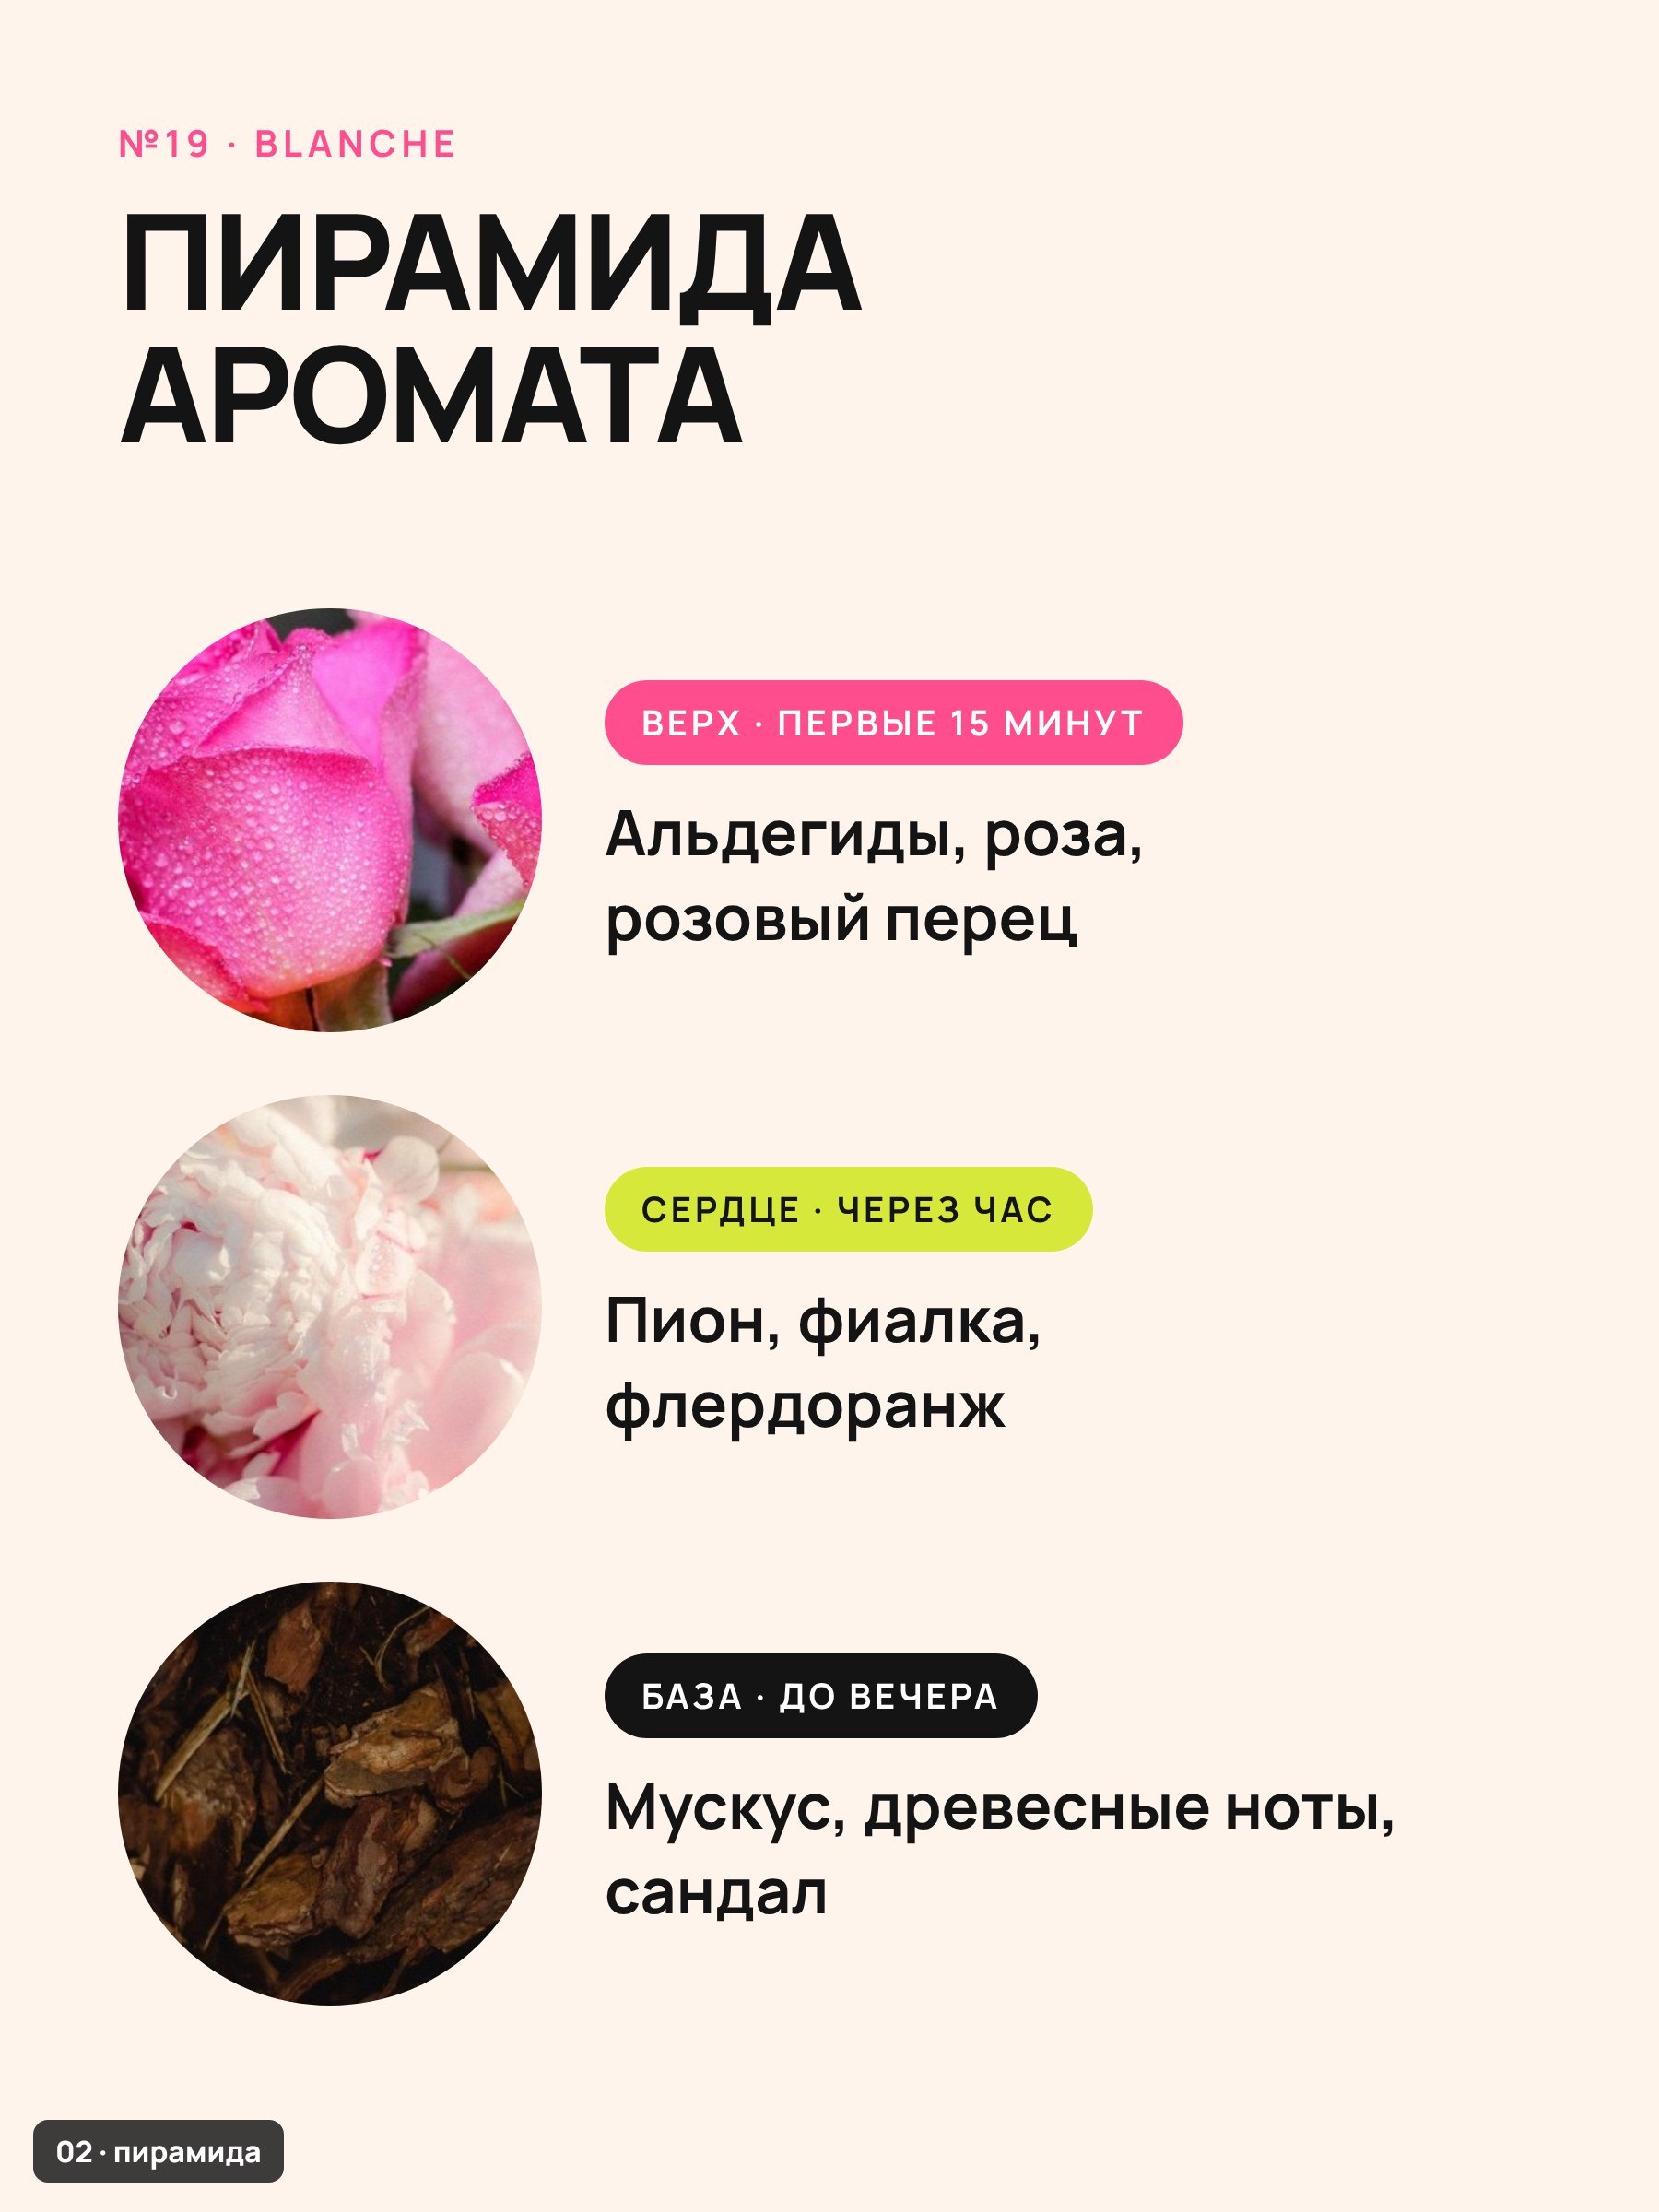 №19 · BLANCHE
ПИРАМИДА
АРОМАТА
ВЕРХ · ПЕРВЫЕ 15 МИНУТ
Альдегиды, роза,
розовый перец
СЕРДЦЕ · ЧЕРЕЗ ЧАС
Пион, фиалка,
флердоранж
БАЗА · ДО ВЕЧЕРА
Мускус, древесные ноты,
сандал
02 · пирамида